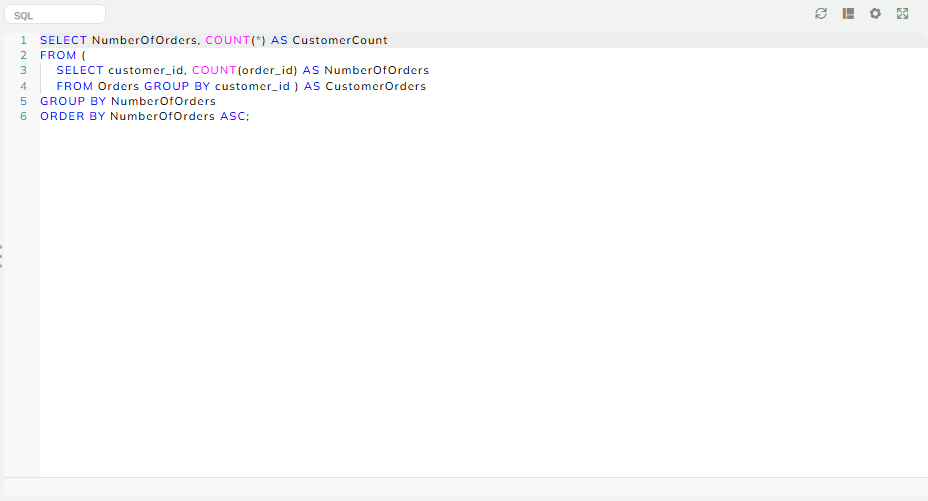 SQL
1 SELECT NumberOfOrders, COUNT(*) AS CustomerCount
2 FROM (
3 SELECT customer_id, COUNT(order_id) AS NumberOfOrders
4 FROM Orders GROUP BY customer_id ) AS CustomerOrders
5 GROUP BY NumberOfOrders
6 ORDER BY NumberOfOrders ASC;